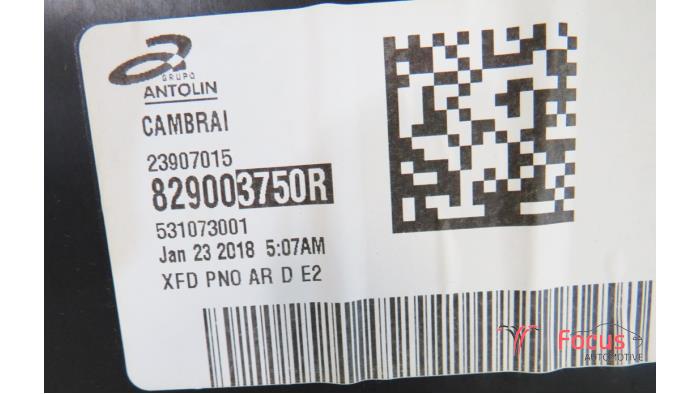 GRUPO
ANTOLIN
CAMBRAI
23907015
829003750R
531073001
Jan 23 2018 5:07AM
XFD PNO AR D E2
Focus
AUTOMOTIVE